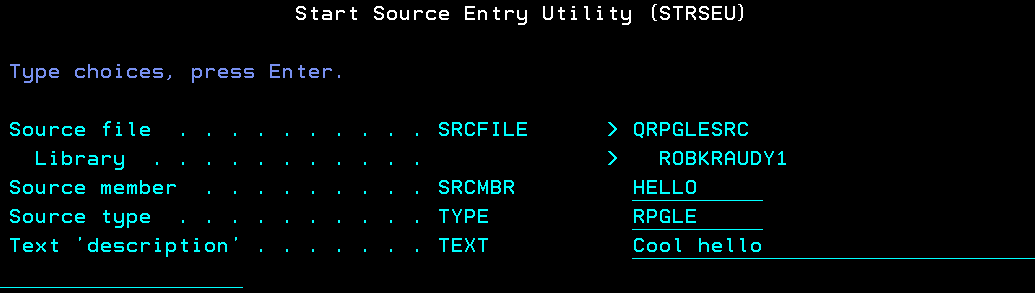 Start Source Entry Utility (STRSEU)
Type choices, press Enter.
Source file . . . . . . . . . . SRCFILE > QRPGLESRC
Library . . . . . . . . . . . > ROBKRAUDY1
Source member . . . . . . . . . SRCMBR HELLO
Source type . . . . . . . . . . TYPE RPGLE
Text 'description' . . . . . . . TEXT Cool hello